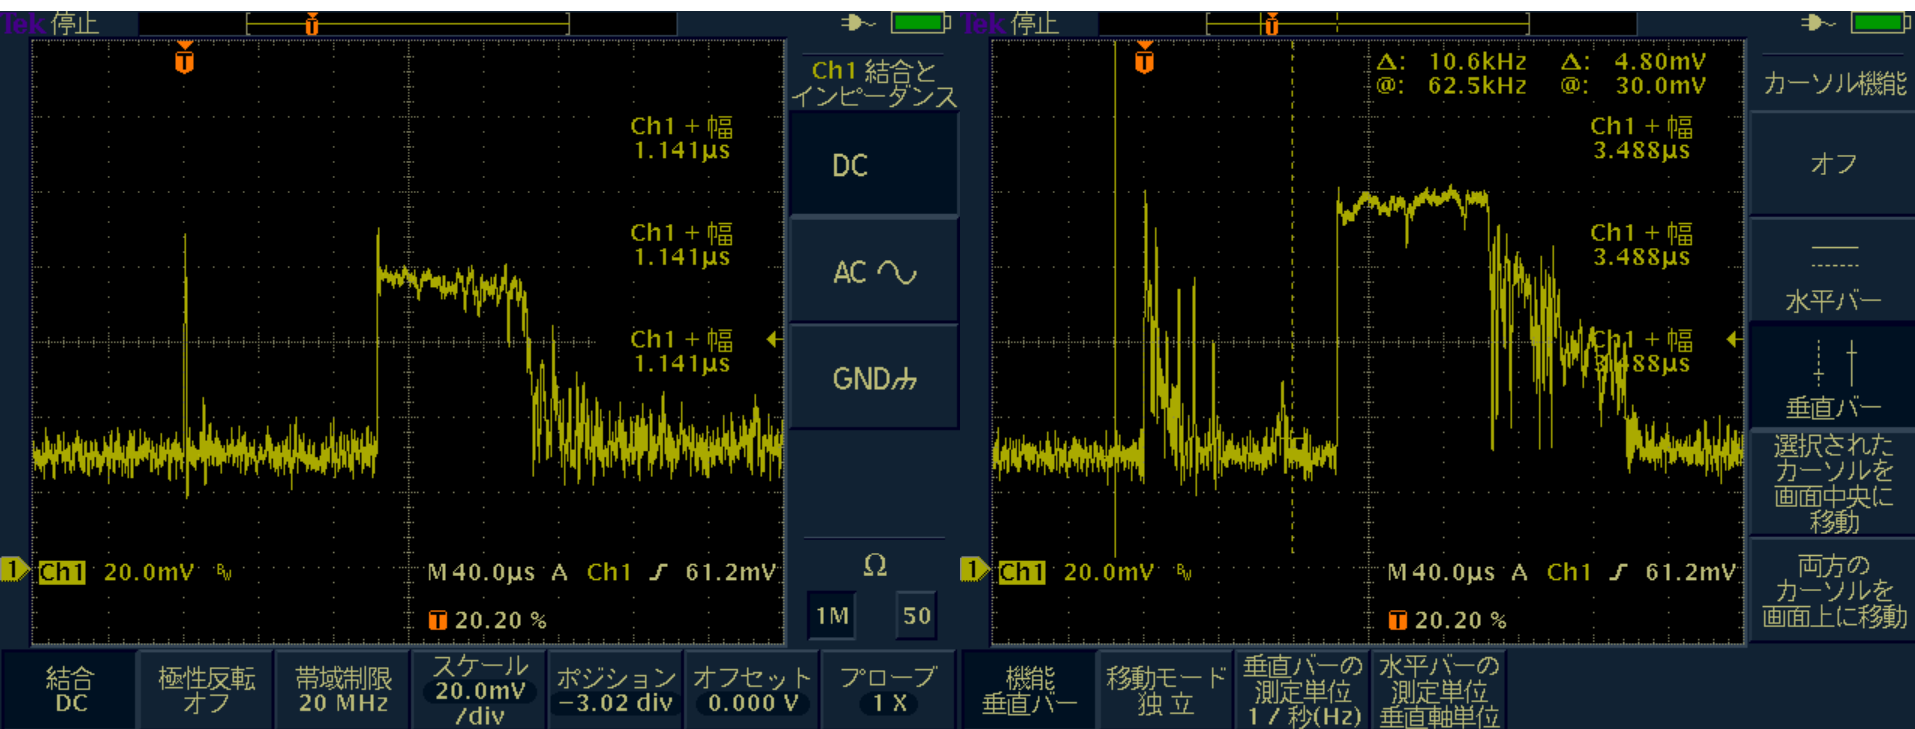 Tek 停止
T
Ch1 結合と
インピーダンス
T
Ch1 + 幅
1.141µs
DC
Ch1 + 幅
1.141µs
AC
Ch1 + 幅
1.141µs
GND
1 Ch1 20.0mV BW
M 40.0µs A Ch1 61.2mV
T 20.20 %
Ω
1M 50
結合
DC
極性反転
オフ
帯域制限
20 MHz
スケール
20.0mV
/div
ポジション
−3.02 div
オフセット
0.000 V
プローブ
1 X
Tek 停止
T
T
Δ: 10.6kHz Δ: 4.80mV
@: 62.5kHz @: 30.0mV
カーソル機能
Ch1 + 幅
3.488µs
オフ
Ch1 + 幅
3.488µs
水平バー
Ch1 + 幅
3.488µs
垂直バー
選択された
カーソルを
画面中央に
移動
1 Ch1 20.0mV BW
M 40.0µs A Ch1 61.2mV
T 20.20 %
両方の
カーソルを
画面上に移動
機能
垂直バー
移動モード
独 立
垂直バーの
測定単位
1 / 秒(Hz)
水平バーの
測定単位
垂直軸単位